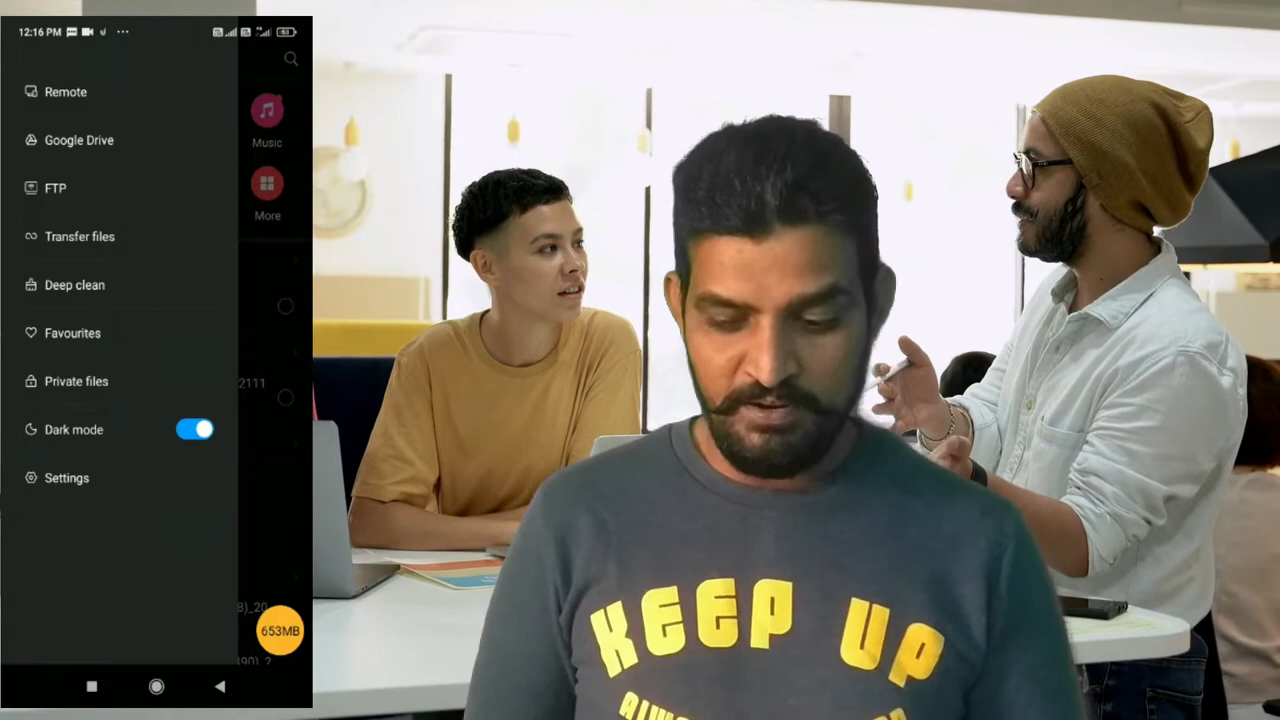 12:16 PM
53
Remote
Google Drive
Music
FTP
More
Transfer files
Deep clean
Favourites
Private files
2111
Dark mode
Settings
653MB
KEEP UP